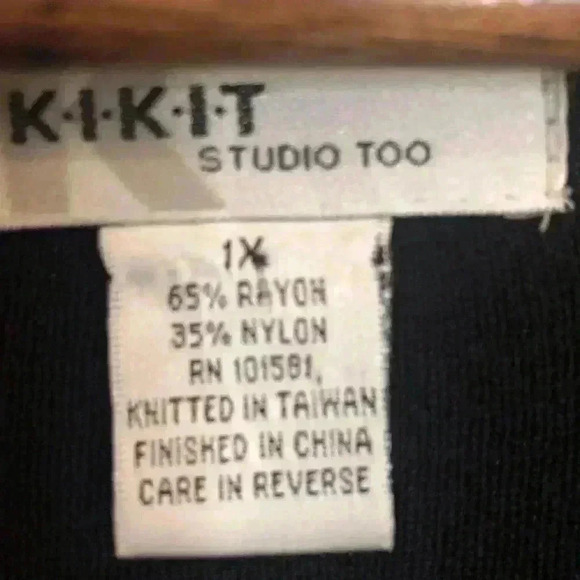 K·I·K·I·T
STUDIO TOO
1X
65% RAYON
35% NYLON
RN 101581,
KNITTED IN TAIWAN
FINISHED IN CHINA
CARE IN REVERSE